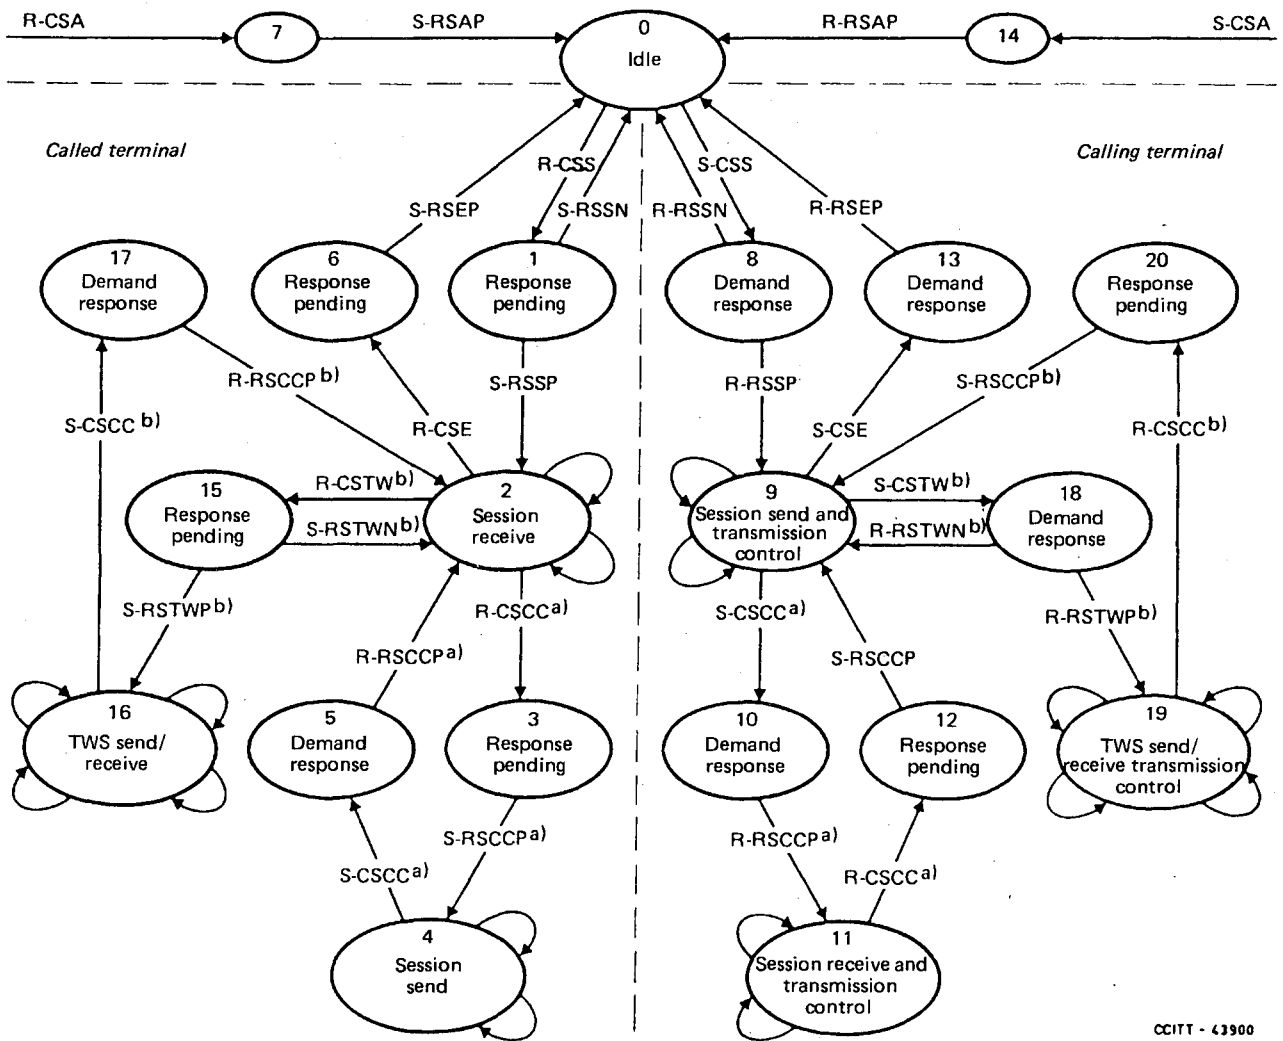 R-CSA
7
S-RSAP
0
Idle
R-RSAP
14
S-CSA
Called terminal
Calling terminal
R-CSS
S-CSS
S-RSEP
S-RSSN
R-RSSN
R-RSEP
17
Demand
response
6
Response
pending
1
Response
pending
8
Demand
response
13
Demand
response
20
Response
pending
R-RSCCP b)
S-RSSP
R-RSSP
S-RSCCP b)
S-CSCC b)
R-CSE
S-CSE
R-CSCC b)
15
Response
pending
R-CSTW b)
S-RSTWN b)
2
Session
receive
9
Session send and
transmission
control
S-CSTW b)
R-RSTWN b)
18
Demand
response
S-RSTWP b)
R-CSCC a)
S-CSCC a)
R-RSTWP b)
R-RSCCP a)
S-RSCCP
16
TWS send/
receive
5
Demand
response
3
Response
pending
10
Demand
response
12
Response
pending
19
TWS send/
receive transmission
control
S-RSCCP a)
R-RSCCP a)
S-CSCC a)
R-CSCC a)
4
Session
send
11
Session receive and
transmission
control
CCITT - 43900